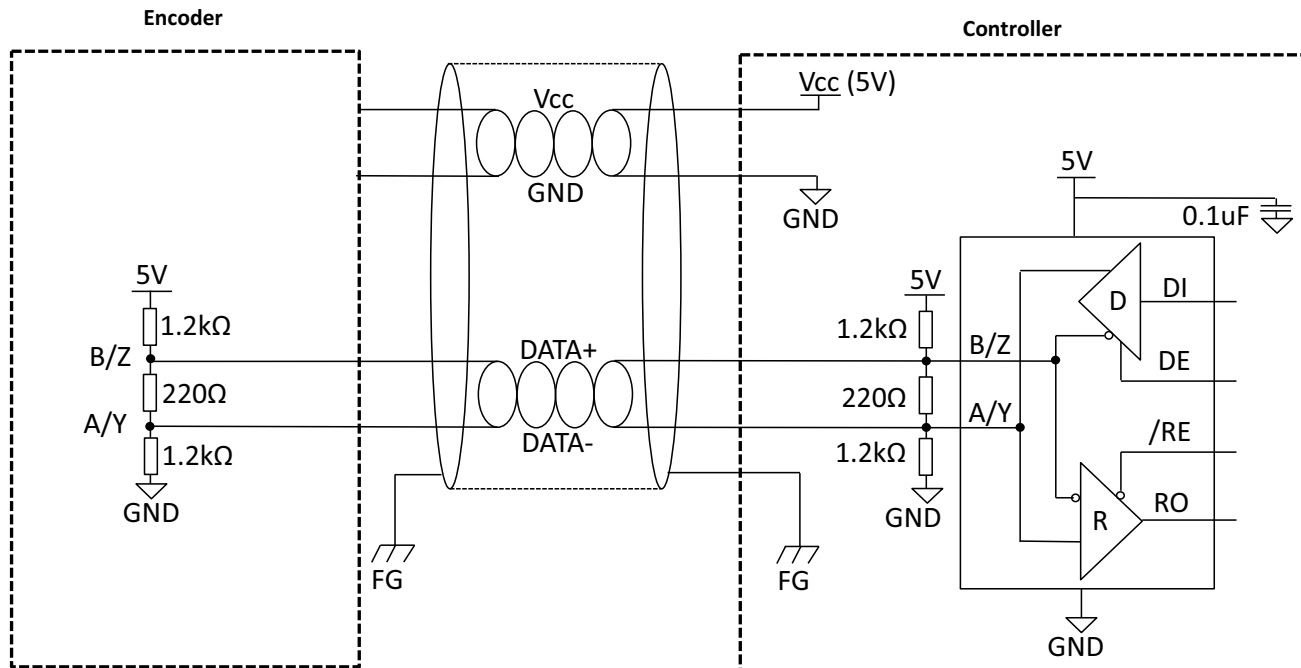 Encoder
Controller
Vcc
Vcc (5V)
GND
GND
5V
0.1uF
5V
1.2kΩ
B/Z
220Ω
A/Y
1.2kΩ
GND
DATA+
DATA-
FG
FG
5V
1.2kΩ
B/Z
220Ω
A/Y
1.2kΩ
GND
D
DI
DE
/RE
R
RO
GND